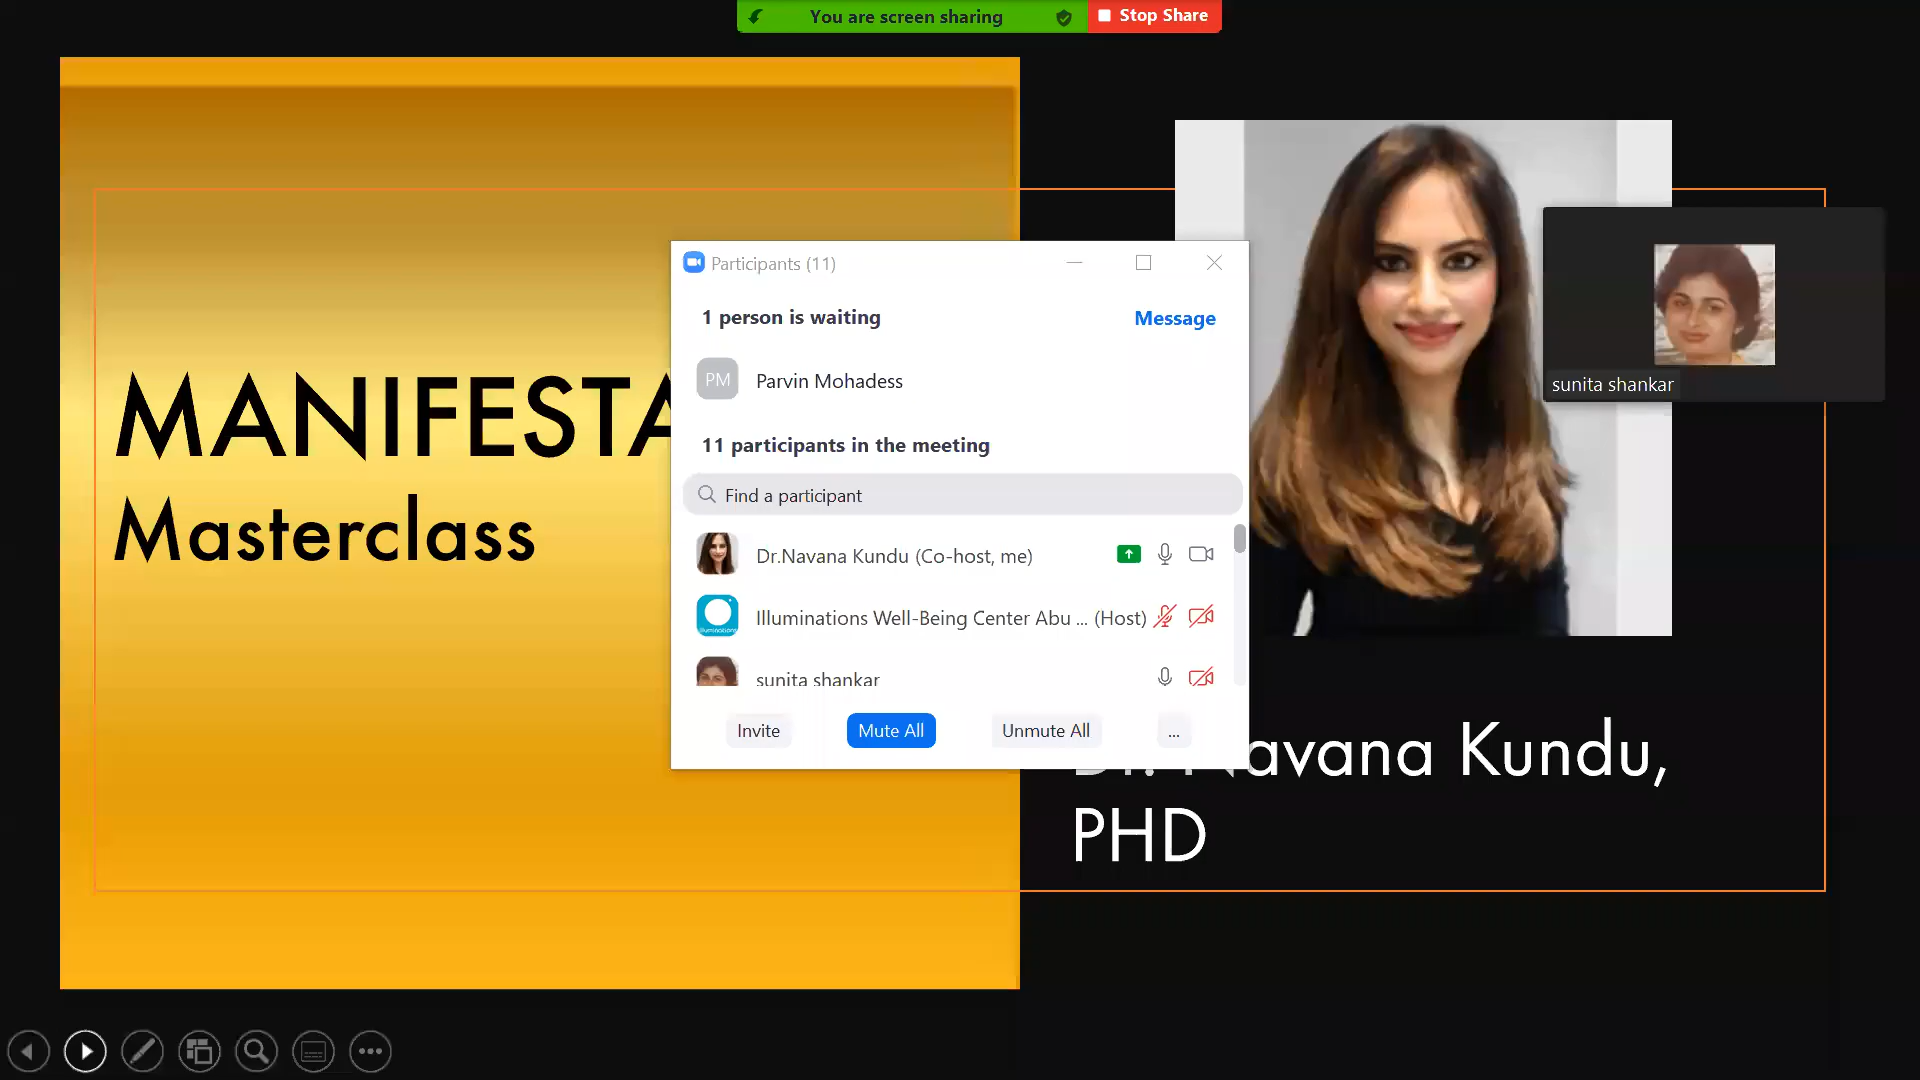 You are screen sharing
Stop Share
Participants (11)
1 person is waiting
Message
PM
Parvin Mohadess
11 participants in the meeting
Find a participant
Dr.Navana Kundu (Co-host, me)
Illuminations Well-Being Center Abu ... (Host)
sunita shankar
Invite
Mute All
Unmute All
...
MANIFESTA
Masterclass
sunita shankar
Dr. Navana Kundu,
PHD